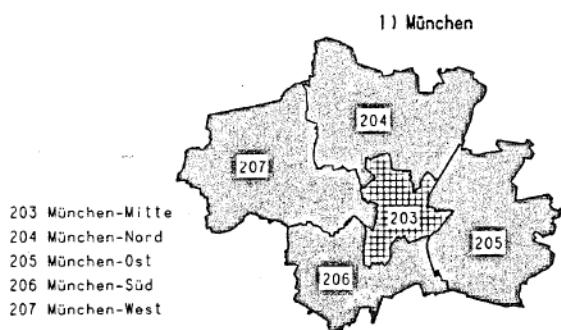 1) München
204
207
203
205
206
203 München-Mitte
204 München-Nord
205 München-Ost
206 München-Süd
207 München-West